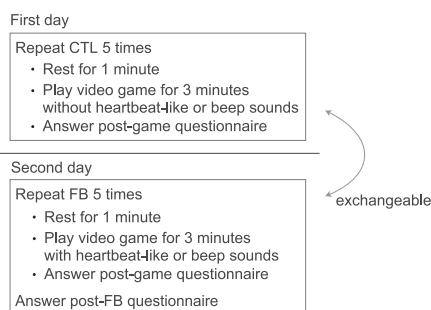 First day
Repeat CTL 5 times
• Rest for 1 minute
• Play video game for 3 minutes
without heartbeat-like or beep sounds
• Answer post-game questionnaire
Second day
Repeat FB 5 times
• Rest for 1 minute
• Play video game for 3 minutes
with heartbeat-like or beep sounds
• Answer post-game questionnaire
Answer post-FB questionnaire
exchangeable